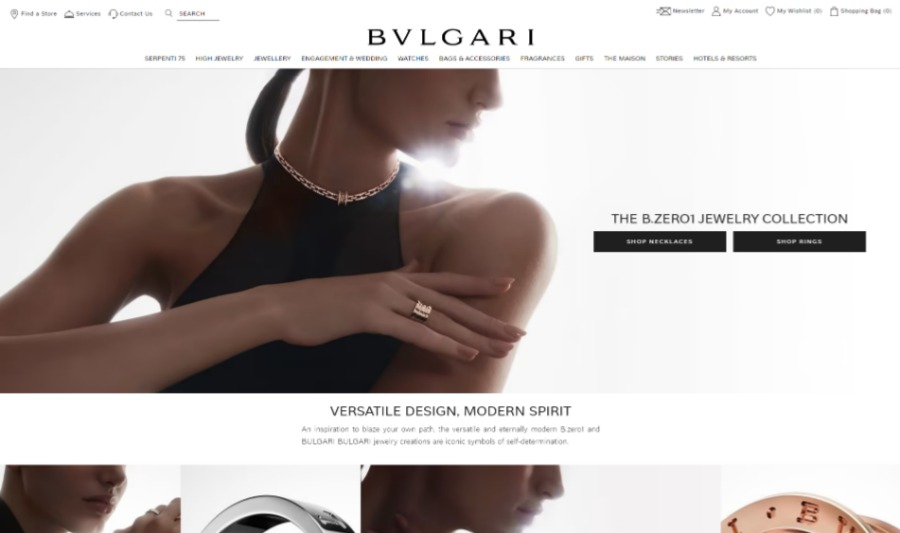 Find a Store Services Contact Us SEARCH Newsletter My Account My Wishlist (0) Shopping Bag (0)
BVLGARI
SERPENTI 75 HIGH JEWELRY JEWELLERY ENGAGEMENT & WEDDING WATCHES BAGS & ACCESSORIES FRAGRANCES GIFTS THE MAISON STORIES HOTELS & RESORTS
THE B.ZERO1 JEWELRY COLLECTION
SHOP NECKLACES SHOP RINGS
VERSATILE DESIGN, MODERN SPIRIT
An inspiration to blaze your own path, the versatile and eternally modern B.zero1 and
BULGARI BULGARI jewelry creations are iconic symbols of self-determination.